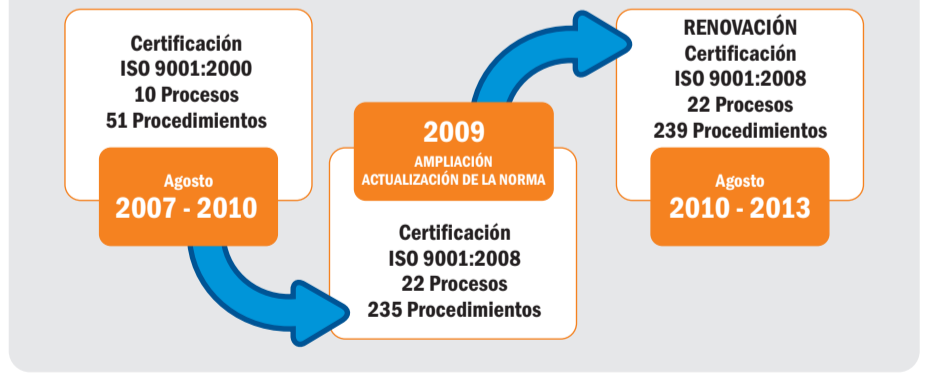 Certificación
ISO 9001:2000
10 Procesos
51 Procedimientos
Agosto
2007 - 2010
2009
AMPLIACIÓN
ACTUALIZACIÓN DE LA NORMA
Certificación
ISO 9001:2008
22 Procesos
235 Procedimientos
RENOVACIÓN
Certificación
ISO 9001:2008
22 Procesos
239 Procedimientos
Agosto
2010 - 2013